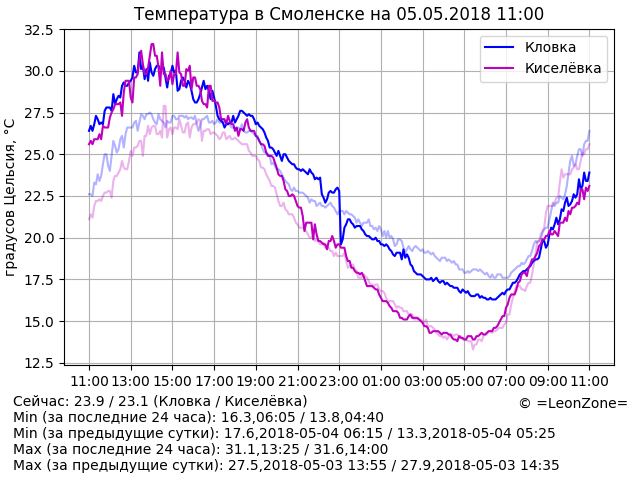 Температура в Смоленске на 05.05.2018 11:00
градусов Цельсия, °C
32.5
30.0
27.5
25.0
22.5
20.0
17.5
15.0
12.5
Кловка
Киселёвка
11:00 13:00 15:00 17:00 19:00 21:00 23:00 01:00 03:00 05:00 07:00 09:00 11:00
Сейчас: 23.9 / 23.1 (Кловка / Киселёвка)
© =LeonZone=
Min (за последние 24 часа): 16.3,06:05 / 13.8,04:40
Min (за предыдущие сутки): 17.6,2018-05-04 06:15 / 13.3,2018-05-04 05:25
Max (за последние 24 часа): 31.1,13:25 / 31.6,14:00
Max (за предыдущие сутки): 27.5,2018-05-03 13:55 / 27.9,2018-05-03 14:35